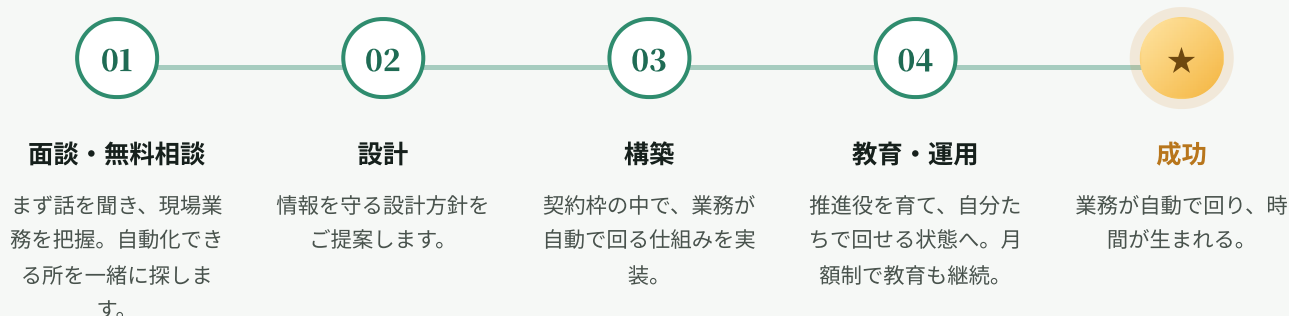 01
02
03
04
★
面談・無料相談
まず話を聞き、現場業
務を把握。自動化でき
る所を一緒に探しま
す。
設計
情報を守る設計方針を
ご提案します。
構築
契約枠の中で、業務が
自動で回る仕組みを実
装。
教育・運用
推進役を育て、自分た
ちで回せる状態へ。月
額制で教育も継続。
成功
業務が自動で回り、時
間が生まれる。